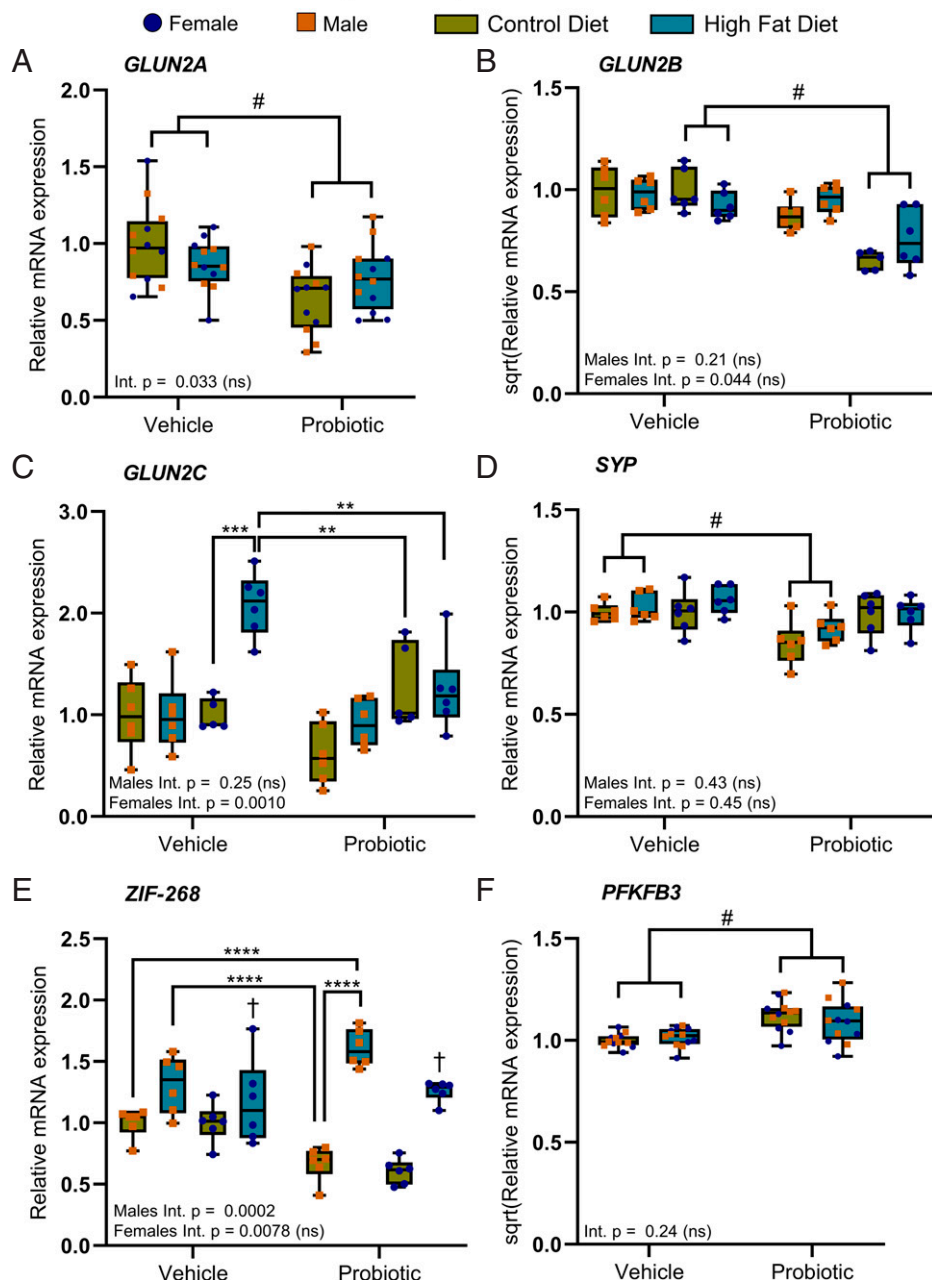 Female Male Control Diet High Fat Diet
A GLUN2A
2.0
1.5
1.0
0.5
0.0
Relative mRNA expression
#
Int. p = 0.033 (ns)
Vehicle Probiotic
B GLUN2B
1.5
1.0
0.5
0.0
sqrt(Relative mRNA expression)
#
Males Int. p = 0.21 (ns)
Females Int. p = 0.044 (ns)
Vehicle Probiotic
C GLUN2C
3.0
2.0
1.0
0.0
Relative mRNA expression
**
*** **
Males Int. p = 0.25 (ns)
Females Int. p = 0.0010
Vehicle Probiotic
D SYP
1.5
1.0
0.5
0.0
Relative mRNA expression
#
Males Int. p = 0.43 (ns)
Females Int. p = 0.45 (ns)
Vehicle Probiotic
E ZIF-268
2.5
2.0
1.5
1.0
0.5
0.0
Relative mRNA expression
****
**** ****
†
†
Males Int. p = 0.0002
Females Int. p = 0.0078 (ns)
Vehicle Probiotic
F PFKFB3
1.5
1.0
0.5
0.0
sqrt(Relative mRNA expression)
#
Int. p = 0.24 (ns)
Vehicle Probiotic